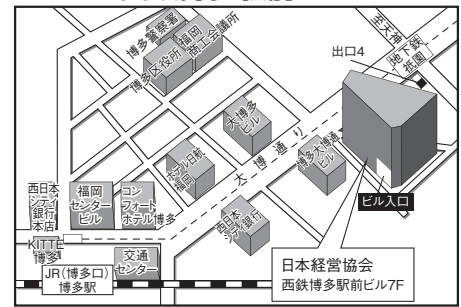 博多警察署
博多区役所
福岡
商工会議所
至天神
地下鉄
祇園
出口4
大博多
ビル
大博通り
博多大博通
ビル
ホテル日航
福岡
西日本
シティ銀行
ビル入口
西日本
シティ
銀行
本店
福岡
センター
ビル
コン
フォート
ホテル博多
KITTE
博多
交通
センター
JR(博多口)
博多駅
日本経営協会
西鉄博多駅前ビル7F